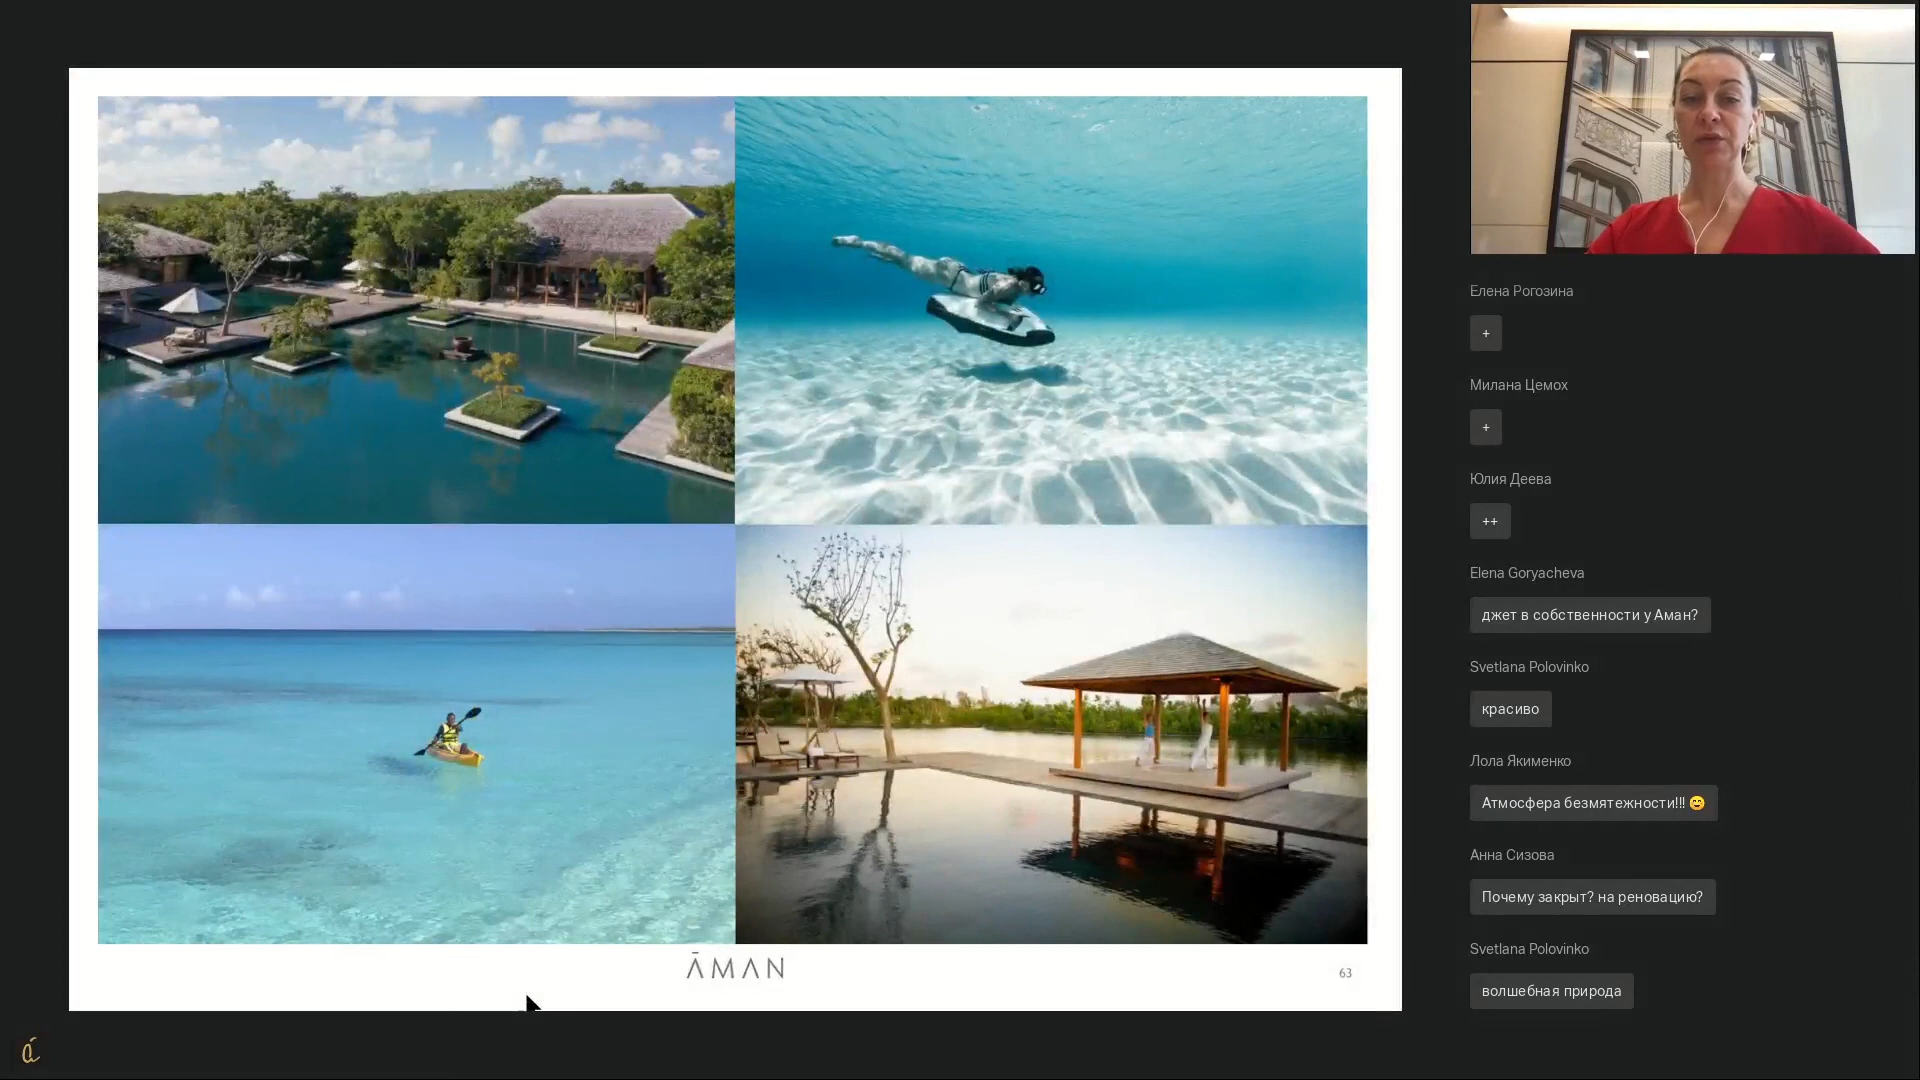 ĀMAN
63
Елена Рогозина
+
Милана Цемох
+
Юлия Деева
++
Elena Goryacheva
джет в собственности у Аман?
Svetlana Polovinko
красиво
Лола Якименко
Атмосфера безмятежности!!! 😄
Анна Сизова
Почему закрыт? на реновацию?
Svetlana Polovinko
волшебная природа
á